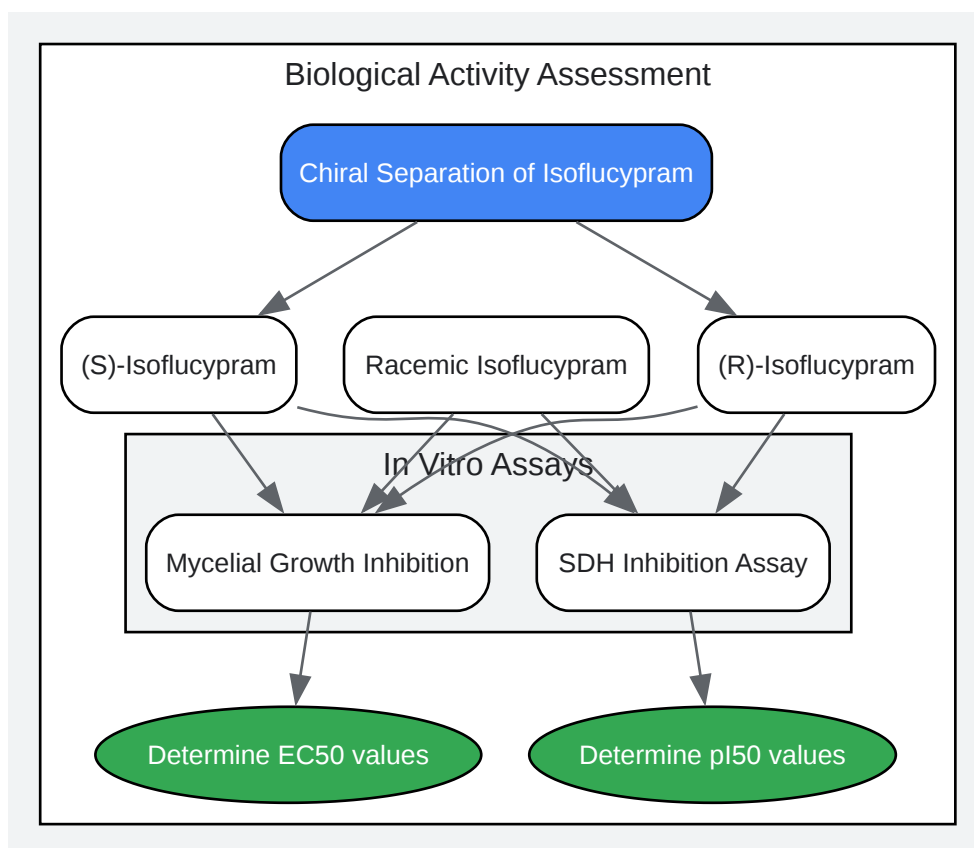 Biological Activity Assessment
Chiral Separation of Isoflucypram
(S)-Isoflucypram
Racemic Isoflucypram
(R)-Isoflucypram
In Vitro Assays
Mycelial Growth Inhibition
SDH Inhibition Assay
Determine EC50 values
Determine pI50 values